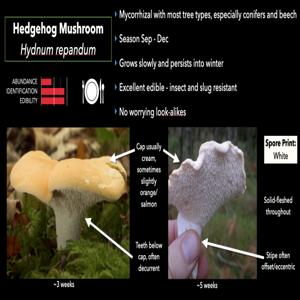 Hedgehog Mushroom
Hydnum repandum
ABUNDANCE
IDENTIFICATION
EDIBILITY
• Mycorrhizal with most tree types, especially conifers and beech
• Season Sep - Dec
• Grows slowly and persists into winter
• Excellent edible - insect and slug resistant
• No worrying look-alikes
Cap usually
cream,
sometimes
slightly
orange/
salmon
Teeth below
cap, often
decurrent
Spore Print:
White
Solid-fleshed
throughout
Stipe often
offset/eccentric
~3 weeks
~5 weeks